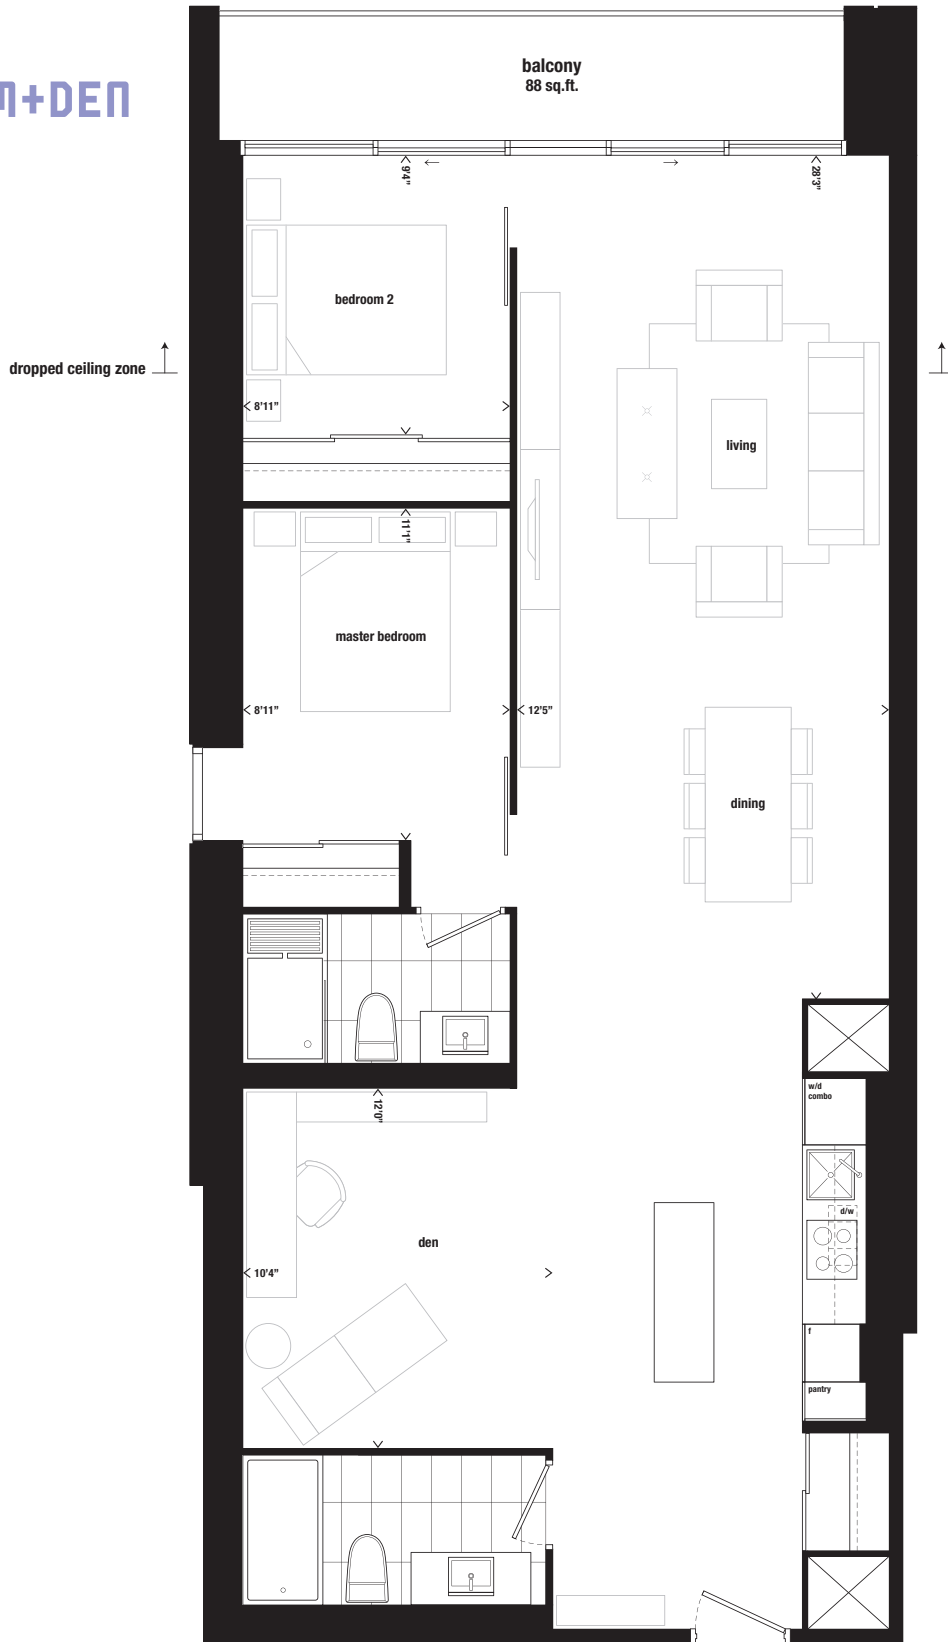 balcony
88 sq.ft.
+DEN
9'4"
28'3"
bedroom 2
dropped ceiling zone
8'11"
living
11'1"
master bedroom
8'11"
12'5"
dining
w/d
combo
12'0"
d/w
den
10'4"
f
pantry